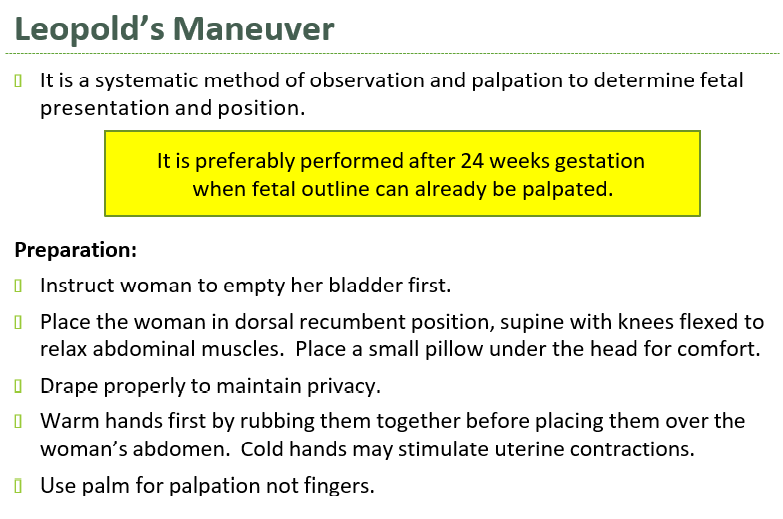 Leopold’s Maneuver
It is a systematic method of observation and palpation to determine fetal
presentation and position.
It is preferably performed after 24 weeks gestation
when fetal outline can already be palpated.
Preparation:
Instruct woman to empty her bladder first.
Place the woman in dorsal recumbent position, supine with knees flexed to
relax abdominal muscles.  Place a small pillow under the head for comfort.
Drape properly to maintain privacy.
Warm hands first by rubbing them together before placing them over the
woman’s abdomen.  Cold hands may stimulate uterine contractions.
Use palm for palpation not fingers.